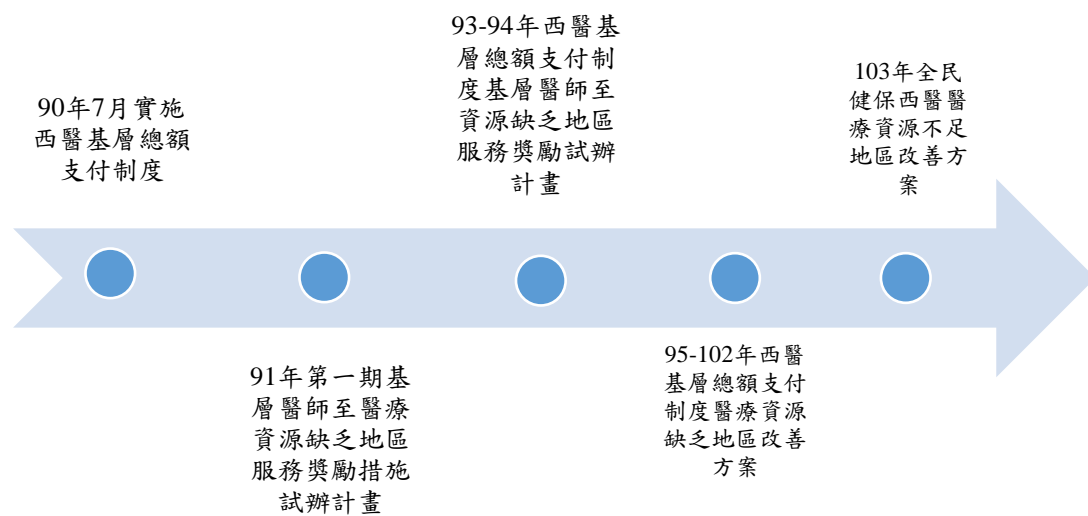 90年7月實施
西醫基層總額
支付制度
91年第一期基
層醫師至醫療
資源缺乏地區
服務獎勵措施
試辦計畫
93-94年西醫基
層總額支付制
度基層醫師至
資源缺乏地區
服務獎勵試辦
計畫
95-102年西醫
基層總額支付
制度醫療資源
缺乏地區改善
方案
103年全民
健保西醫醫
療資源不足
地區改善方
案